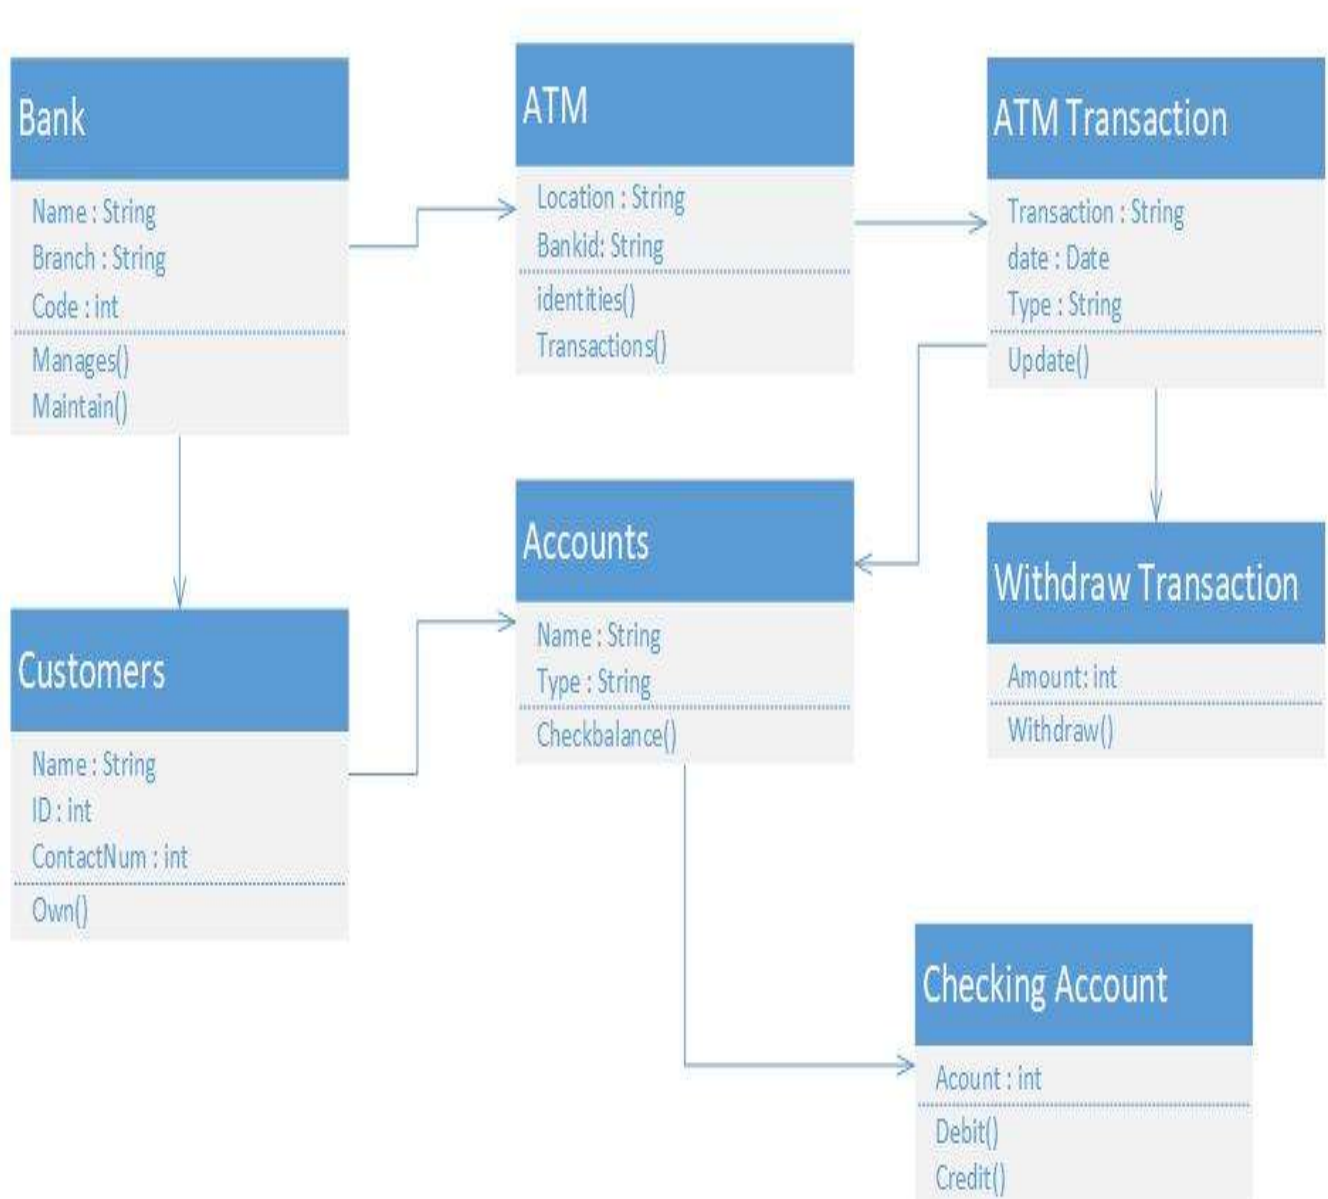 Bank
Name : String
Branch : String
Code : int
Manages()
Maintain()
ATM
Location : String
Bankid: String
identities()
Transactions()
ATM Transaction
Transaction : String
date : Date
Type : String
Update()
Customers
Name : String
ID : int
ContactNum : int
Own()
Accounts
Name : String
Type : String
Checkbalance()
Withdraw Transaction
Amount: int
Withdraw()
Checking Account
Acount : int
Debit()
Credit()